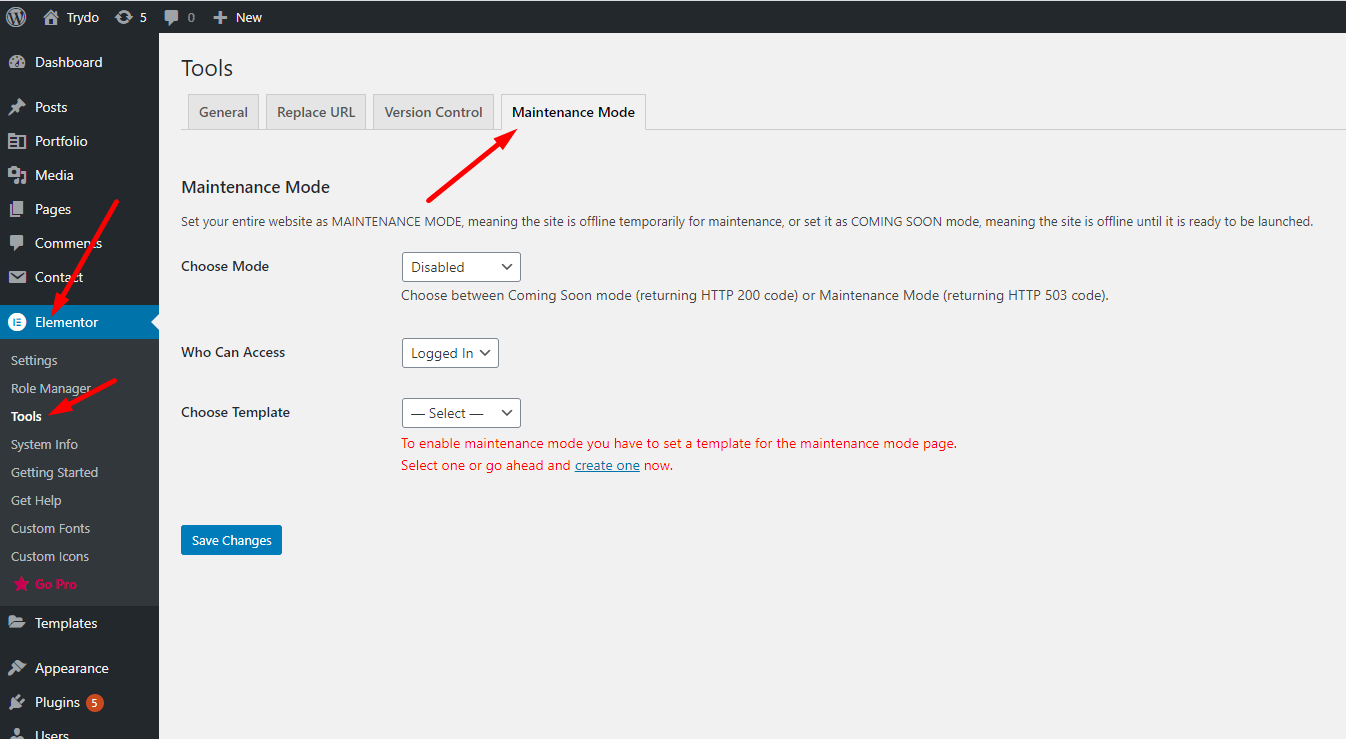 Trydo 5 0 New
Dashboard
Posts
Portfolio
Media
Pages
Comments
Contact
Elementor
Settings
Role Manager
Tools
System Info
Getting Started
Get Help
Custom Fonts
Custom Icons
Go Pro
Templates
Appearance
Plugins 5
Users
Tools
General Replace URL Version Control Maintenance Mode
Maintenance Mode
Set your entire website as MAINTENANCE MODE, meaning the site is offline temporarily for maintenance, or set it as COMING SOON mode, meaning the site is offline until it is ready to be launched.
Choose Mode Disabled
Choose between Coming Soon mode (returning HTTP 200 code) or Maintenance Mode (returning HTTP 503 code).
Who Can Access Logged In
Choose Template — Select —
To enable maintenance mode you have to set a template for the maintenance mode page.
Select one or go ahead and create one now.
Save Changes